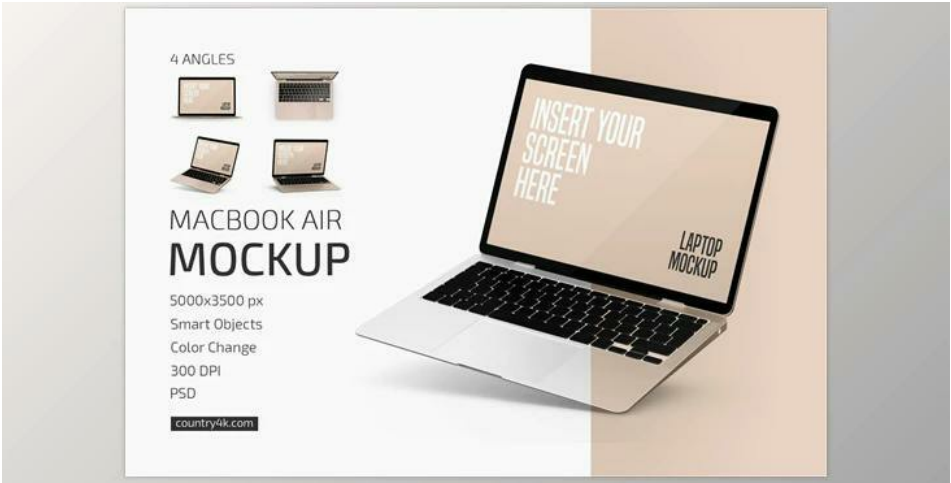 4 ANGLES
MACBOOK AIR
MOCKUP
5000x3500 px
Smart Objects
Color Change
300 DPI
PSD
country4k.com
INSERT YOUR
SCREEN
HERE
LAPTOP
MOCKUP